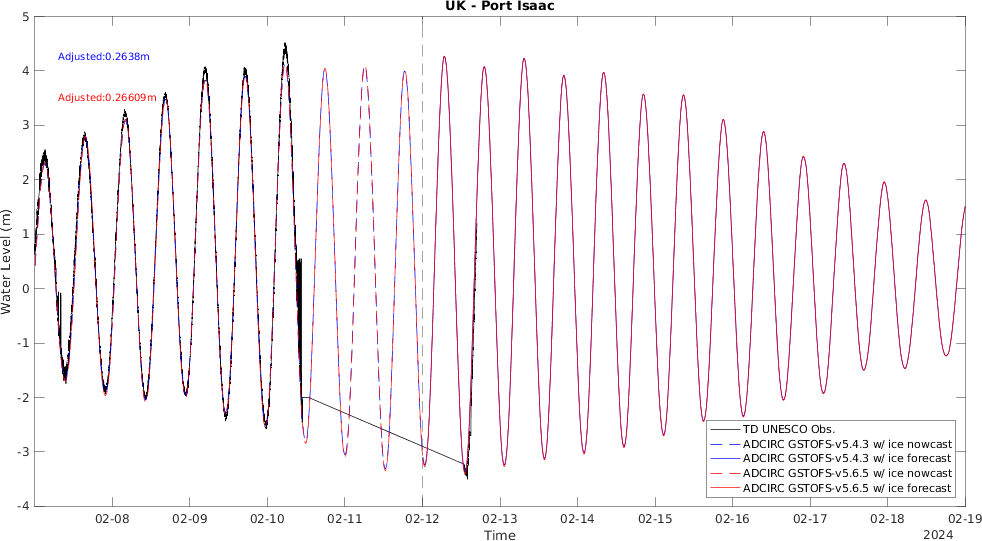 UK - Port Isaac
Adjusted:0.2638m
Adjusted:0.26609m
Water Level (m)
5
4
3
2
1
0
-1
-2
-3
-4
TD UNESCO Obs.
ADCIRC GSTOFS-v5.4.3 w/ ice nowcast
ADCIRC GSTOFS-v5.4.3 w/ ice forecast
ADCIRC GSTOFS-v5.6.5 w/ ice nowcast
ADCIRC GSTOFS-v5.6.5 w/ ice forecast
02-08 02-09 02-10 02-11 02-12 02-13 02-14 02-15 02-16 02-17 02-18 02-19
Time
2024